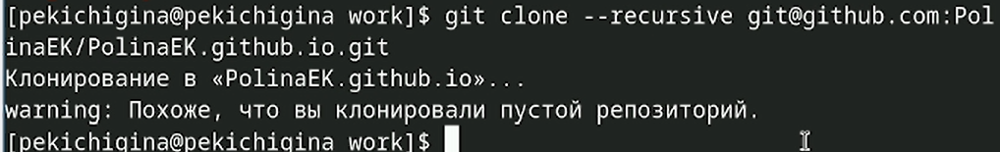 [pekichigina@pekichigina work]$ git clone --recursive git@github.com:Pol
inaEK/PolinaEK.github.io.git
Клонирование в «PolinaEK.github.io»...
warning: Похоже, что вы клонировали пустой репозиторий.
[pekichigina@pekichigina work]$